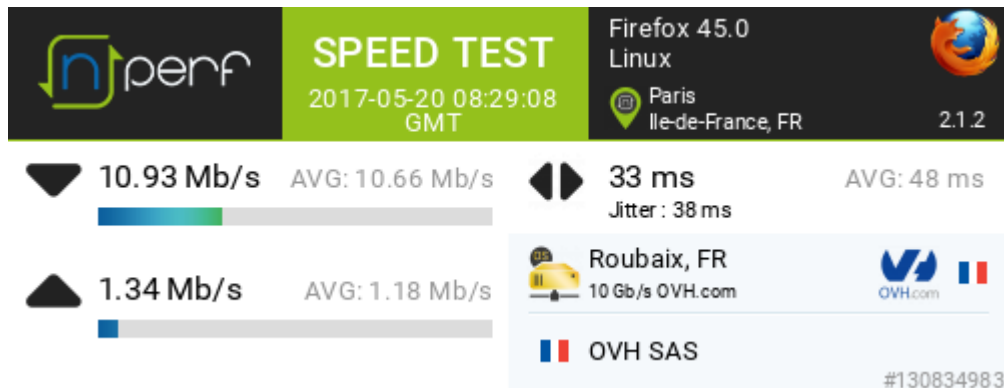 nperf
SPEED TEST
2017-05-20 08:29:08
GMT
Firefox 45.0
Linux
Paris
Ile-de-France, FR
2.1.2
10.93 Mb/s AVG: 10.66 Mb/s
1.34 Mb/s AVG: 1.18 Mb/s
33 ms AVG: 48 ms
Jitter : 38 ms
Roubaix, FR
10 Gb/s OVH.com
OVH.com
OVH SAS
#130834983